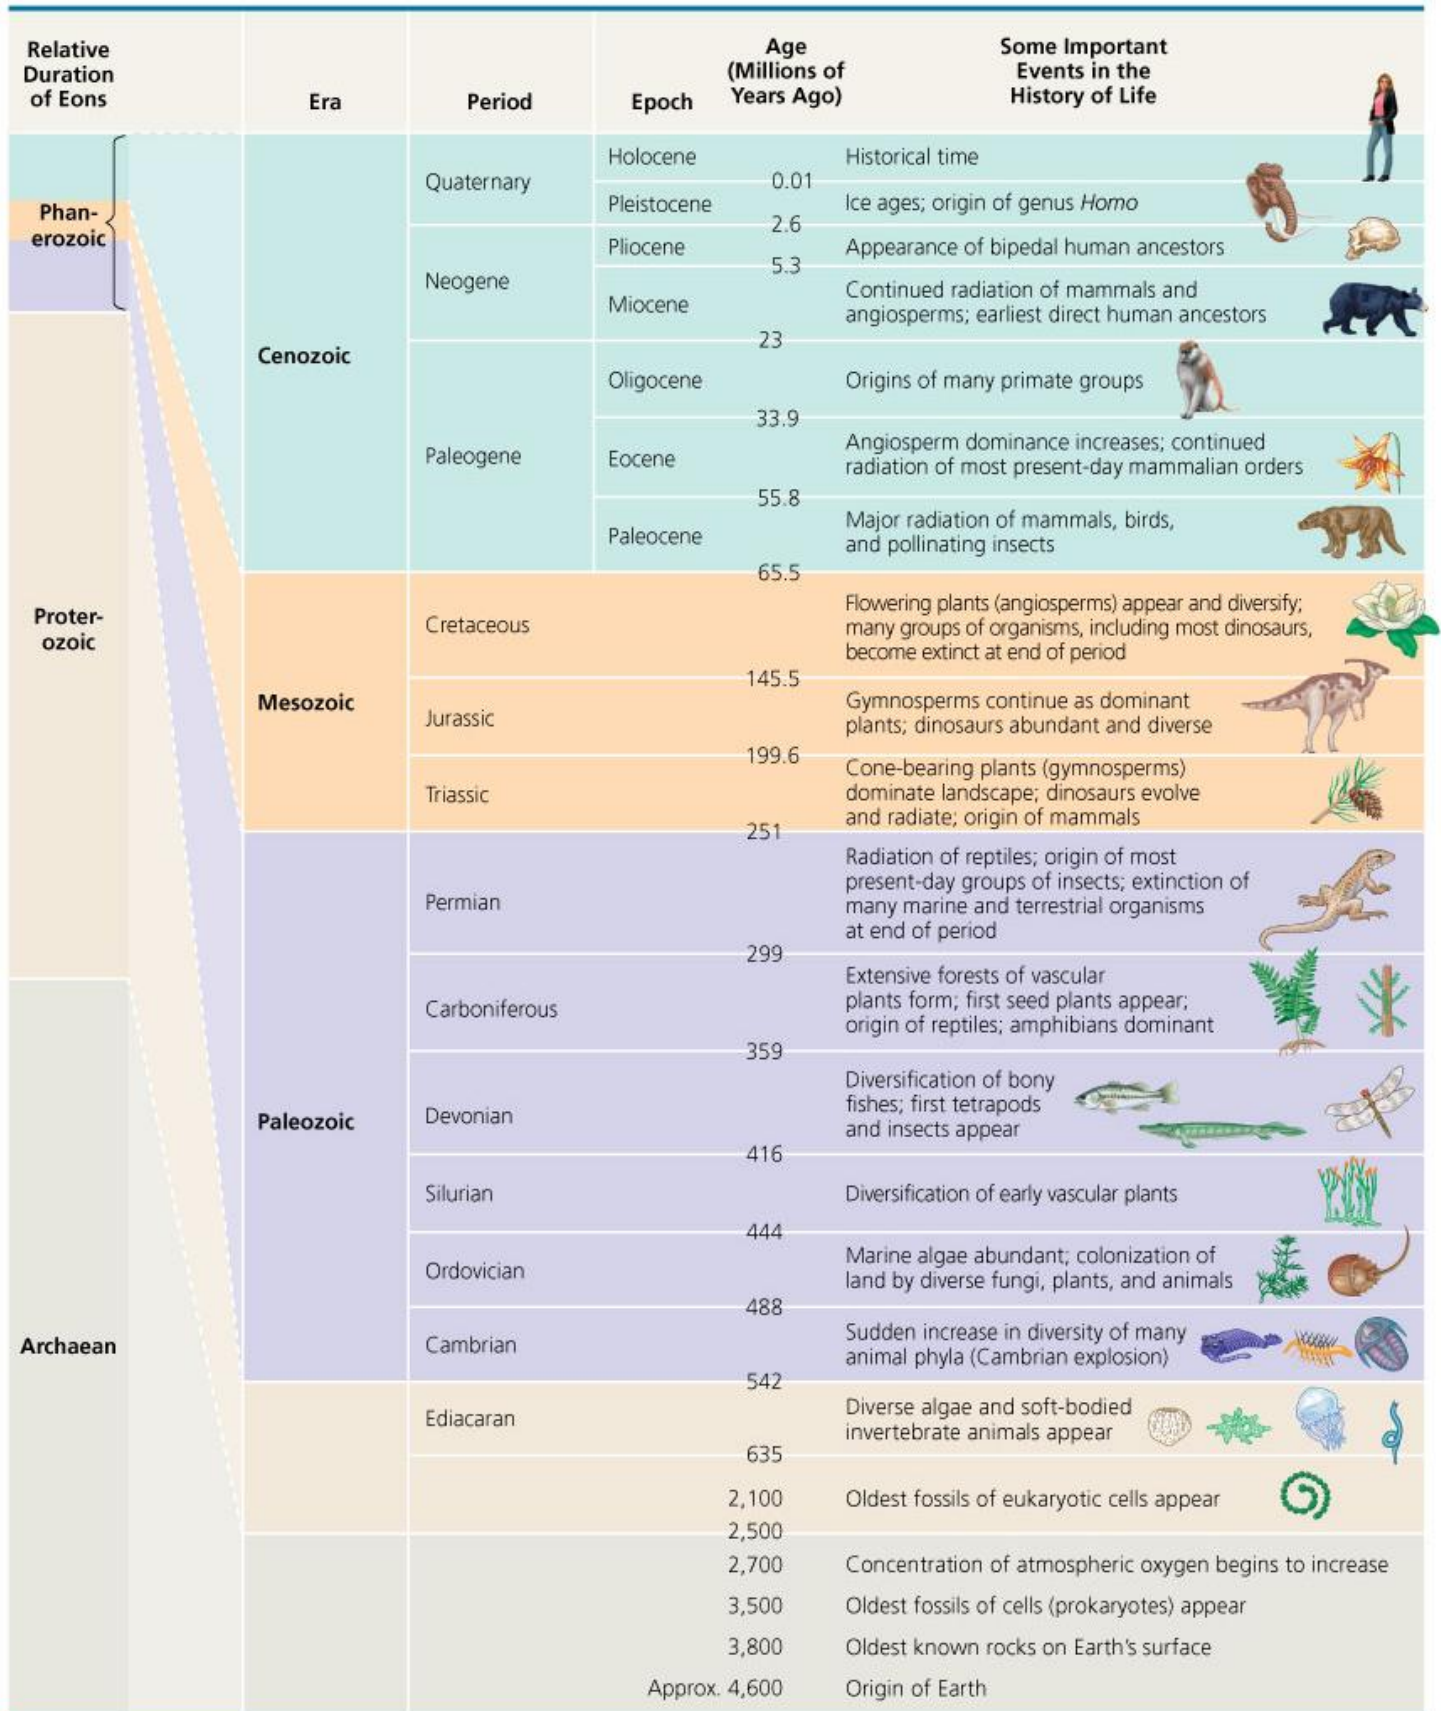 Relative
Duration
of Eons
Era
Period
Epoch
Age
(Millions of
Years Ago)
Some Important
Events in the
History of Life
Phan-
erozoic
Proter-
ozoic
Archaean
Cenozoic
Quaternary
Holocene
Historical time
0.01
Pleistocene
Ice ages; origin of genus Homo
2.6
Neogene
Pliocene
Appearance of bipedal human ancestors
5.3
Miocene
Continued radiation of mammals and
angiosperms; earliest direct human ancestors
23
Paleogene
Oligocene
Origins of many primate groups
33.9
Eocene
Angiosperm dominance increases; continued
radiation of most present-day mammalian orders
55.8
Paleocene
Major radiation of mammals, birds,
and pollinating insects
65.5
Mesozoic
Cretaceous
Flowering plants (angiosperms) appear and diversify;
many groups of organisms, including most dinosaurs,
become extinct at end of period
145.5
Jurassic
Gymnosperms continue as dominant
plants; dinosaurs abundant and diverse
199.6
Triassic
Cone-bearing plants (gymnosperms)
dominate landscape; dinosaurs evolve
and radiate; origin of mammals
251
Paleozoic
Permian
Radiation of reptiles; origin of most
present-day groups of insects; extinction of
many marine and terrestrial organisms
at end of period
299
Carboniferous
Extensive forests of vascular
plants form; first seed plants appear;
origin of reptiles; amphibians dominant
359
Devonian
Diversification of bony
fishes; first tetrapods
and insects appear
416
Silurian
Diversification of early vascular plants
444
Ordovician
Marine algae abundant; colonization of
land by diverse fungi, plants, and animals
488
Cambrian
Sudden increase in diversity of many
animal phyla (Cambrian explosion)
542
Ediacaran
Diverse algae and soft-bodied
invertebrate animals appear
635
2,100 Oldest fossils of eukaryotic cells appear
2,500
2,700 Concentration of atmospheric oxygen begins to increase
3,500 Oldest fossils of cells (prokaryotes) appear
3,800 Oldest known rocks on Earth's surface
Approx. 4,600 Origin of Earth